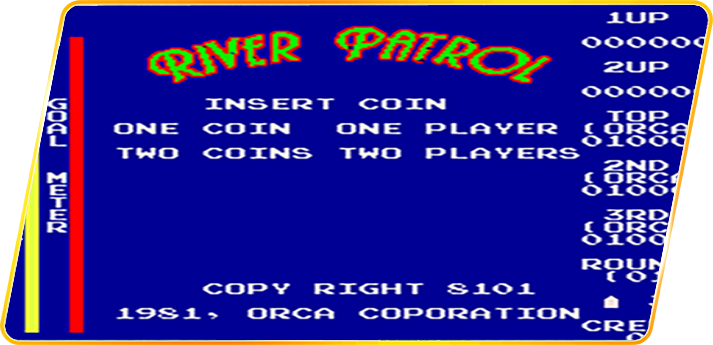 RIVER PATROL
INSERT COIN
ONE COIN ONE PLAYER
TWO COINS TWO PLAYERS
COPY RIGHT 8101
1981, ORCA COPORATION
GOAL METER
1UP
2UP
TOP
2ND
3RD